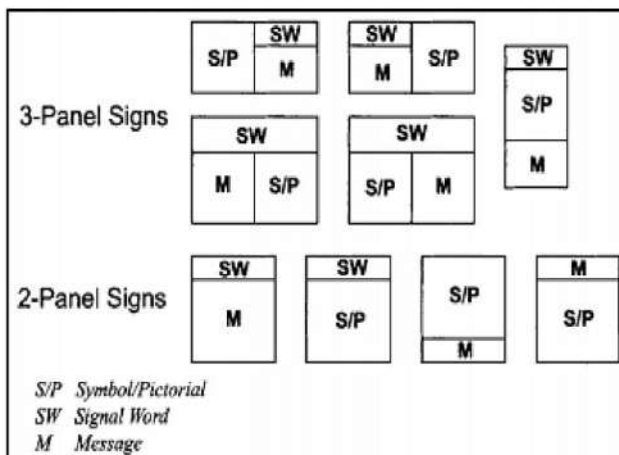 SW SW
S/P M M S/P SW
3-Panel Signs S/P
SW SW M
M S/P S/P M
SW SW S/P M
2-Panel Signs M S/P M S/P
S/P Symbol/Pictorial
SW Signal Word
M Message